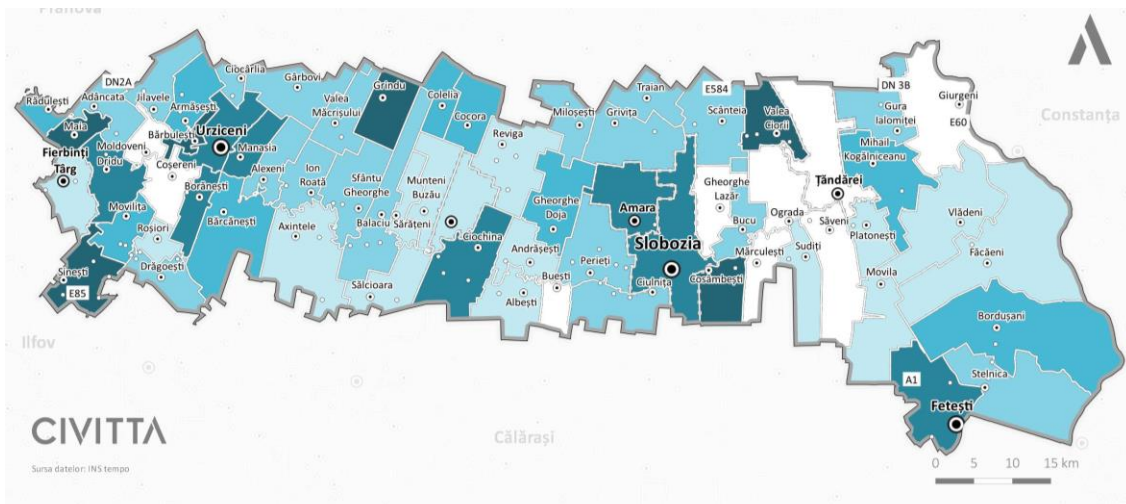 Prahova
DN2A
Ciocârlia
Gârbovi
Grindu
Colelia
Traian
E584
DN 3B
Giurgeni
Rădulești
Adâncata
Jilavele
Armășești
Valea
Măcrișului
Cocora
Miloșești
Grivița
Scânteia
Valea
Ciorii
Gura
Ialomiței
E60
Constanța
Maia
Bărbulești
Urziceni
Reviga
Mihail
Kogălniceanu
Fierbinți
Târg
Moldoveni
Dridu
Coșereni
Manasia
Alexeni
Ion
Roată
Sfântu
Gheorghe
Munteni
Buzău
Gheorghe
Lazăr
Țăndărei
Borănești
Movilița
Bărcănești
Balaciu
Sărățeni
Gheorghe
Doja
Amara
Bucu
Ograda
Săveni
Vlădeni
Roșiori
Axintele
Ciochina
Andrășești
Slobozia
Mărculești
Sudiți
Platonești
Perieți
Făcăeni
Sinești
Drăgoești
Buești
Ciulnița
Cosâmbești
Movila
E85
Sălcioara
Albești
Bordușani
Ilfov
A1
Stelnica
Fetești
CIVITTA
Călărași
Sursa datelor: INS tempo
0 5 10 15 km